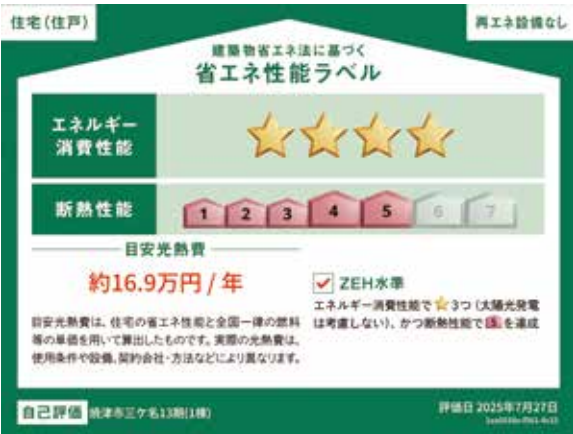 住宅(住戸)
再エネ設備なし
建築物省エネ法に基づく
省エネ性能ラベル
エネルギー
消費性能
断熱性能
1 2 3 4 5 6 7
目安光熱費
約16.9万円 / 年
目安光熱費は、住宅の省エネ性能と全国一律の燃料
等の単価を用いて算出したものです。実際の光熱費は、
使用条件や設備、契約会社・方法などにより異なります。
ZEH水準
エネルギー消費性能で⭐3つ(太陽光発電
は考慮しない)、かつ断熱性能で5を達成
自己評価 焼津市三ケ名13期(1棟)
評価日 2025年7月27日